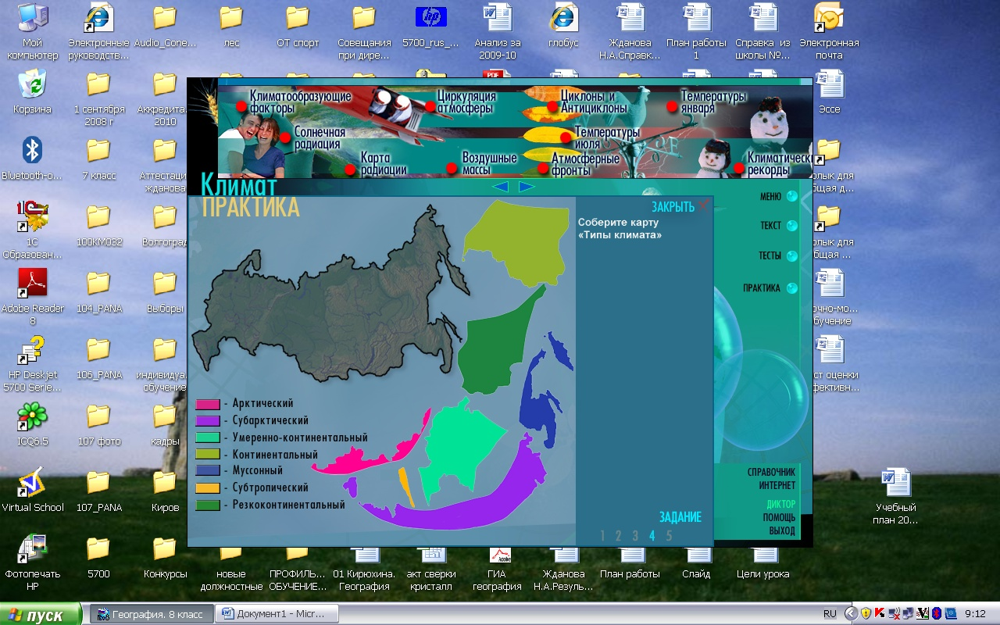 Мой компьютер
Электронные руководств...
Audio_Cone...
лес
ОТ спорт
Совещания при дире...
5700_rus_...
Анализ за 2009-10
глобус
Жданова Н.А.Справк...
План работы 1
Справка из школы №...
Электронная почта
Корзина
1 сентября 2008 г
Аккредита... 2010
Эссе
Bluetooth-о...
7 класс
Аттестаци жданова
рлык для
бщая д...
1С Образован...
100KM032
Волгоград
рлык для
бщая ...
Adobe Reader 8
104_PANA
Выборы
очно-мо...
бучение
HP Deskjet 5700 Serie...
106_PANA
индивидуа. обучение
ст оценки
фективн...
ICQ6.5
107 фото
кадры
Virtual School
107_PANA
Киров
Учебный план 20...
Фотопечать HP
5700
Конкурсы
новые должностные
ПРОФИЛЬ... ОБУЧЕНИЕ...
01 Кирюхина. География
акт сверки кристалл
ГИА география
Жданова Н.А.Резуль...
План работы
Слайд
Цели урока
Климатообразующие факторы
Циркуляция атмосферы
Циклоны и Антициклоны
Температуры января
Солнечная радиация
Температуры июля
Карта радиации
Воздушные массы
Атмосферные фронты
Климатическ рекорды
Климат
ПРАКТИКА
ЗАКРЫТЬ
Соберите карту
«Типы климата»
МЕНЮ
ТЕКСТ
ТЕСТЫ
ПРАКТИКА
- Арктический
- Субарктический
- Умеренно-континентальный
- Континентальный
- Муссонный
- Субтропический
- Резкоконтинентальный
ЗАДАНИЕ
1 2 3 4 5
СПРАВОЧНИК
ИНТЕРНЕТ
ДИКТОР
ПОМОЩЬ
ВЫХОД
пуск
География. 8 класс
Документ1 - Micr...
RU
9:12